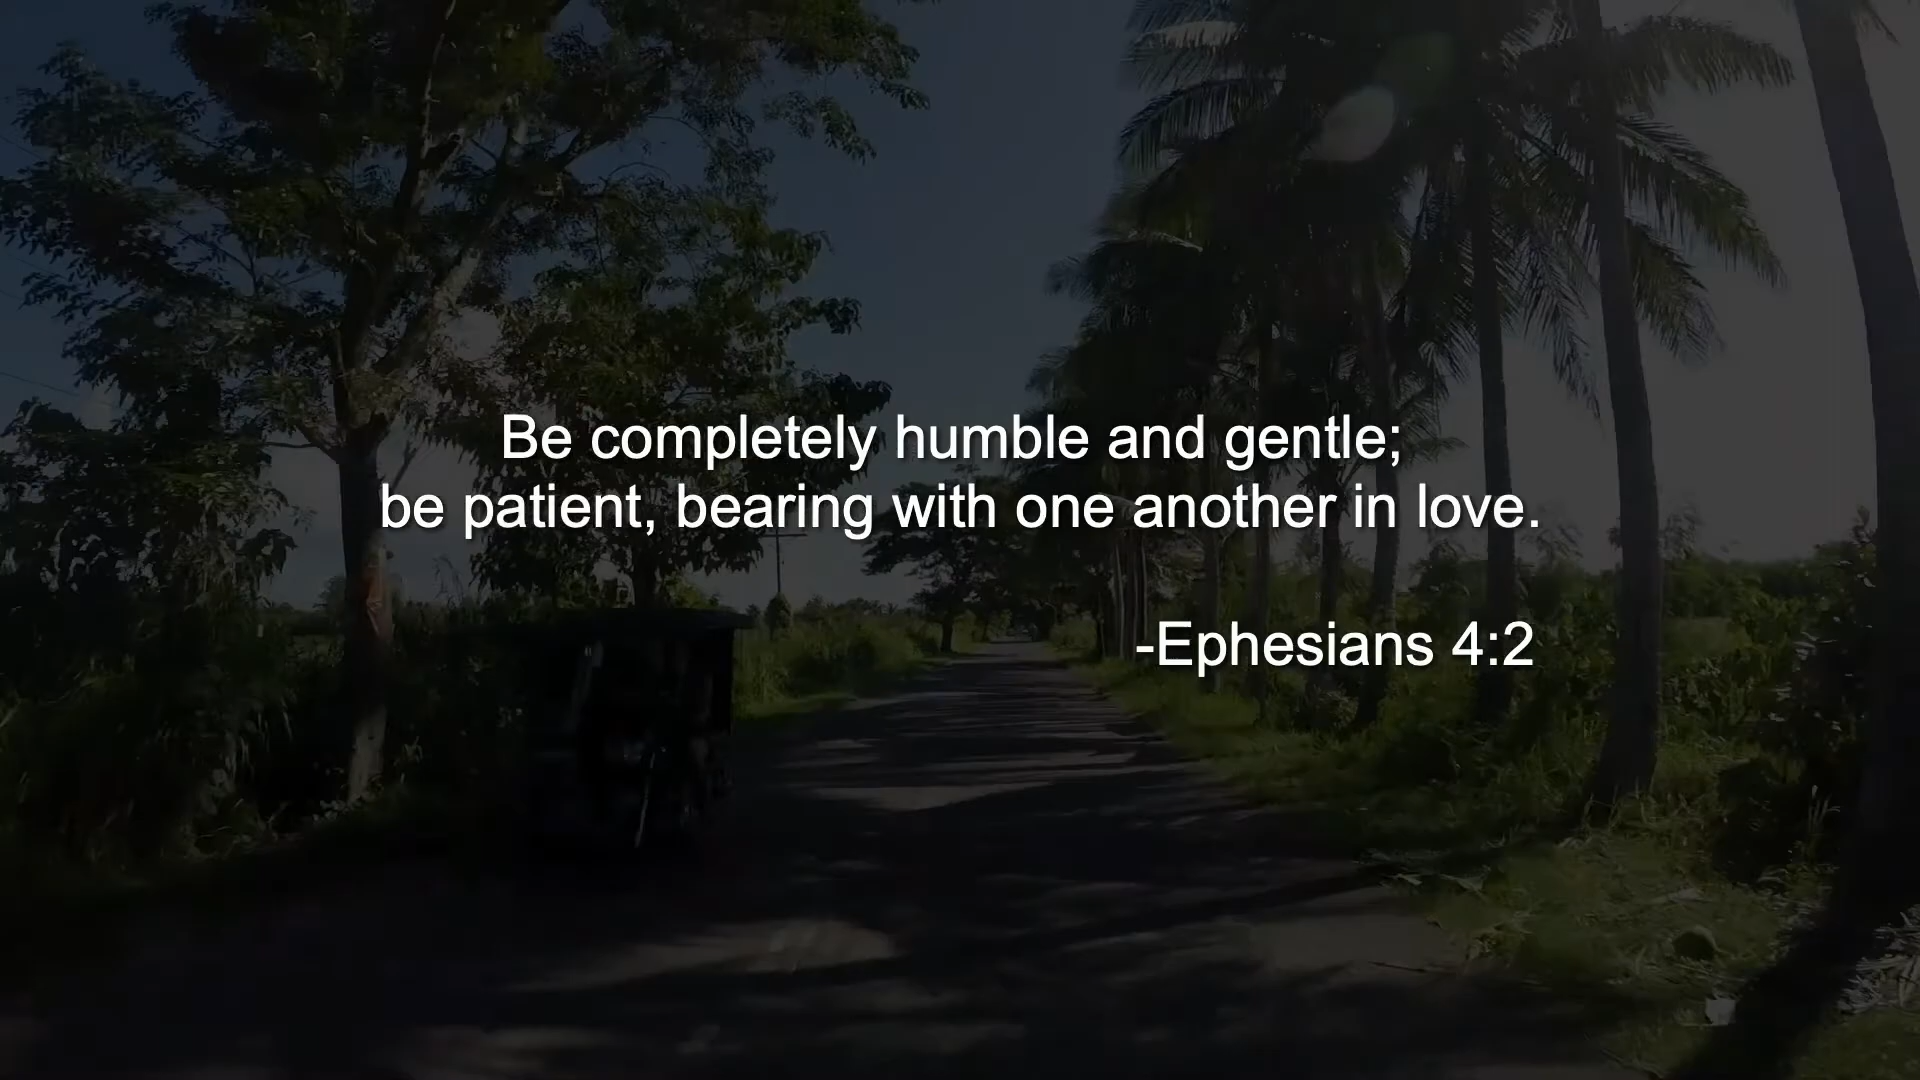 Be completely humble and gentle;
be patient, bearing with one another in love.
-Ephesians 4:2